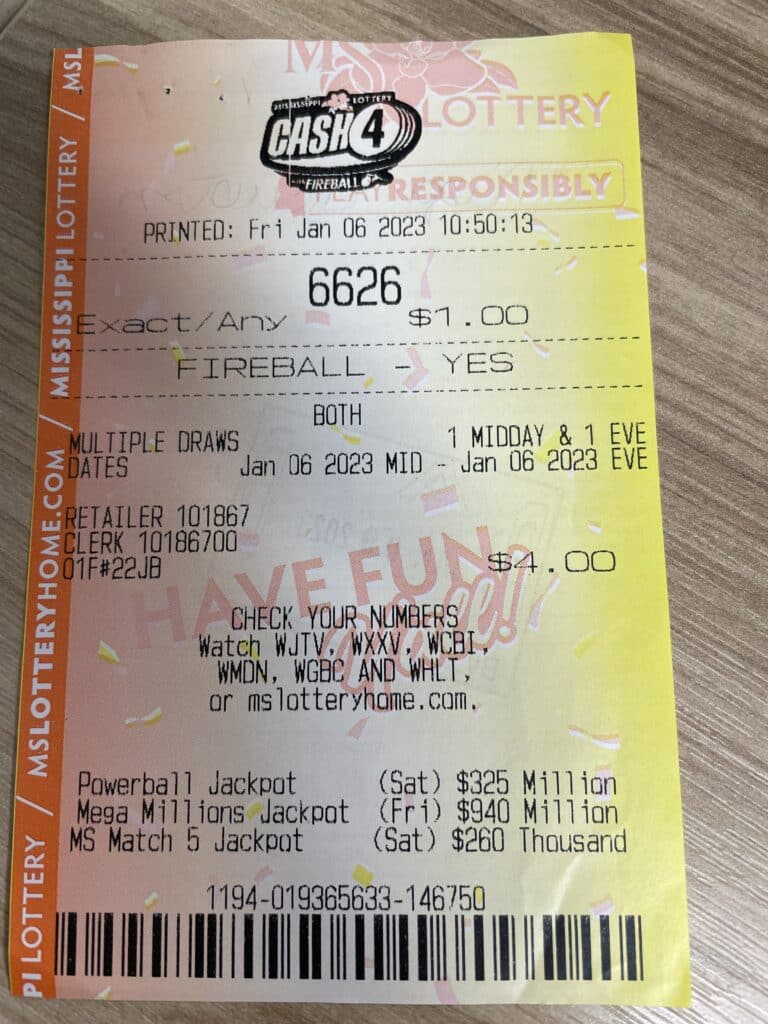 MS LOTTERY
MISSISSIPPI LOTTERY
CASH 4
FIREBALL
PLAY RESPONSIBLY
PRINTED: Fri Jan 06 2023 10:50:13
6626
Exact/Any $1.00
FIREBALL - YES
BOTH
MULTIPLE DRAWS 1 MIDDAY & 1 EVE
DATES Jan 06 2023 MID - Jan 06 2023 EVE
RETAILER 101867
CLERK 10186700
01F#22JB $4.00
HAVE FUN
Y'all!
CHECK YOUR NUMBERS
Watch WJTV, WXXV, WCBI,
WMDN, WGBC AND WHLT,
or mslotteryhome.com.
Powerball Jackpot (Sat) $325 Million
Mega Millions Jackpot (Fri) $940 Million
MS Match 5 Jackpot (Sat) $260 Thousand
1194-019365633-146750
PI LOTTERY / MSLOTTERYHOME.COM / MISSISSIPPI LOTTERY / MSL